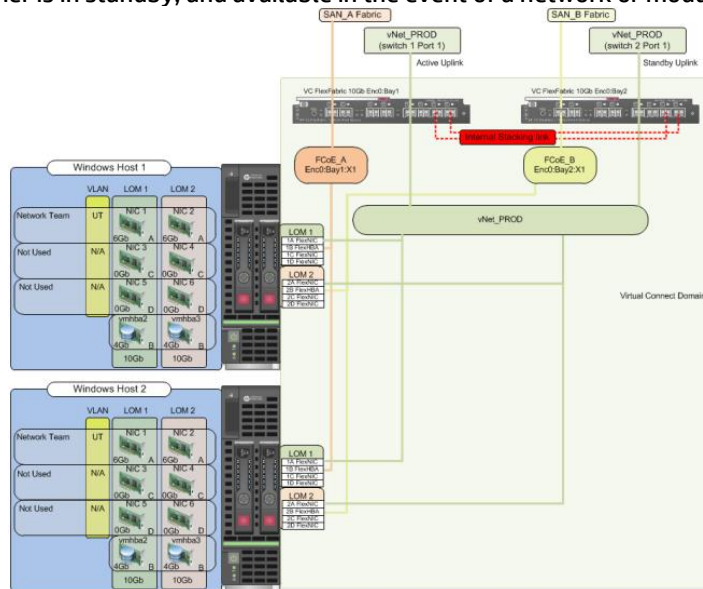 er is in standby, and available in the event of a network or modu
SAN_A Fabric
SAN_B Fabric
vNet_PROD
(switch 1 Port 1)
vNet_PROD
(switch 2 Port 1)
Active Uplink
Standby Uplink
VC FlexFabric 10Gb Enc0:Bay1
VC FlexFabric 10Gb Enc0:Bay2
Internal Stacking link
FCoE_A
Enc0:Bay1:X1
FCoE_B
Enc0:Bay2:X1
vNet_PROD
Virtual Connect Domain
Windows Host 1
VLAN LOM 1 LOM 2
Network Team UT NIC 1 NIC 2
6Gb A 6Gb A
Not Used N/A NIC 3 NIC 4
0Gb C 0Gb C
Not Used N/A NIC 5 NIC 6
0Gb D 0Gb D
vmhba2 vmhba3
4Gb B 4Gb B
10Gb 10Gb
LOM 1
1A FlexNIC
1B FlexHBA
1C FlexNIC
1D FlexNIC
LOM 2
2A FlexNIC
2B FlexHBA
2C FlexNIC
2D FlexNIC
Windows Host 2
VLAN LOM 1 LOM 2
Network Team UT NIC 1 NIC 2
6Gb A 6Gb A
Not Used N/A NIC 3 NIC 4
0Gb C 0Gb C
Not Used N/A NIC 5 NIC 6
0Gb D 0Gb D
vmhba2 vmhba3
4Gb B 4Gb B
10Gb 10Gb
LOM 1
1A FlexNIC
1B FlexHBA
1C FlexNIC
1D FlexNIC
LOM 2
2A FlexNIC
2B FlexHBA
2C FlexNIC
2D FlexNIC